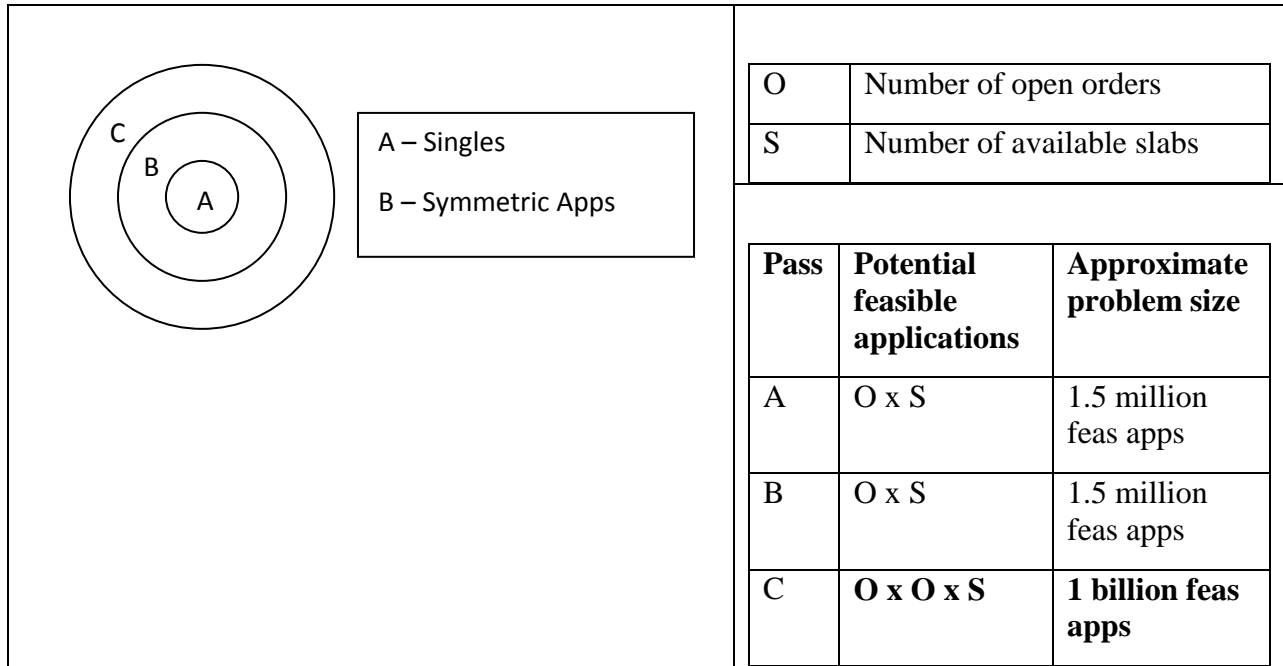 C
B
A
A – Singles
B – Symmetric Apps
O Number of open orders
S Number of available slabs
Pass Potential feasible applications Approximate problem size
A O x S 1.5 million feas apps
B O x S 1.5 million feas apps
C O x O x S 1 billion feas apps